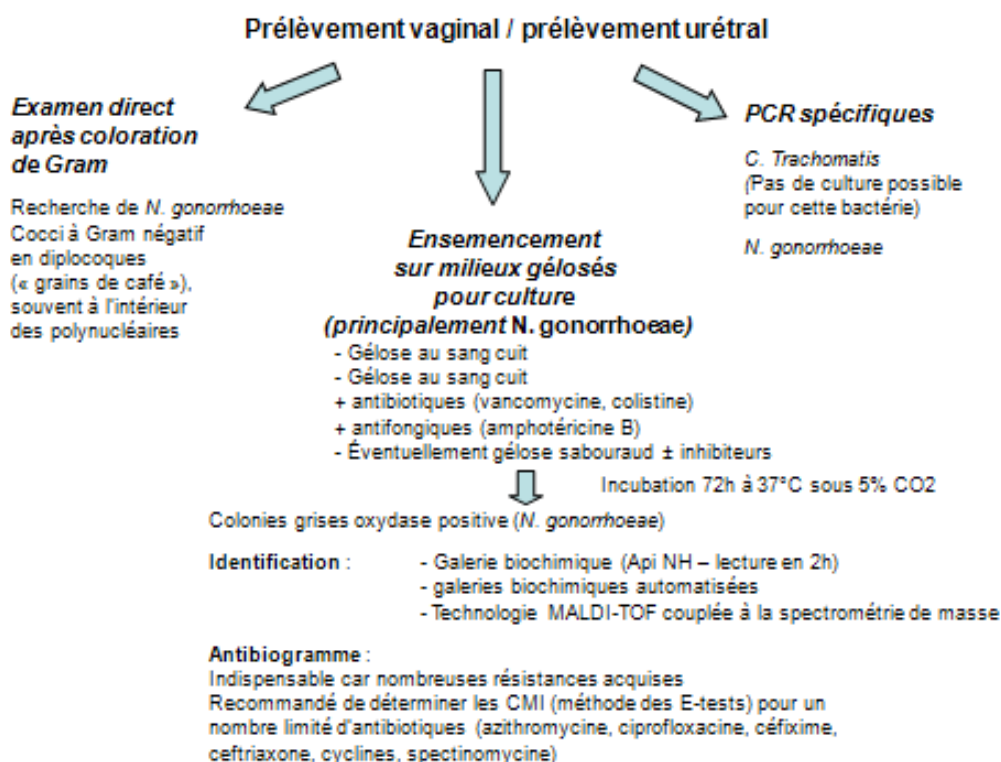 Prélèvement vaginal / prélèvement urétral
Examen direct
après coloration
de Gram
Recherche de N. gonorrhoeae
Cocci à Gram négatif
en diplocoques
(« grains de café »),
souvent à l'intérieur
des polynucléaires
Ensemencement
sur milieux gélosés
pour culture
(principalement N. gonorrhoeae)
- Gélose au sang cuit
- Gélose au sang cuit
+ antibiotiques (vancomycine, colistine)
+ antifongiques (amphotéricine B)
- Éventuellement gélose sabouraud ± inhibiteurs
PCR spécifiques
C. Trachomatis
(Pas de culture possible
pour cette bactérie)
N. gonorrhoeae
Incubation 72h à 37°C sous 5% CO2
Colonies grises oxydase positive (N. gonorrhoeae)
Identification : - Galerie biochimique (Api NH – lecture en 2h)
- galeries biochimiques automatisées
- Technologie MALDI-TOF couplée à la spectrométrie de masse
Antibiogramme :
Indispensable car nombreuses résistances acquises
Recommandé de déterminer les CMI (méthode des E-tests) pour un
nombre limité d'antibiotiques (azithromycine, ciprofloxacine, céfixime,
ceftriaxone, cyclines, spectinomycine)